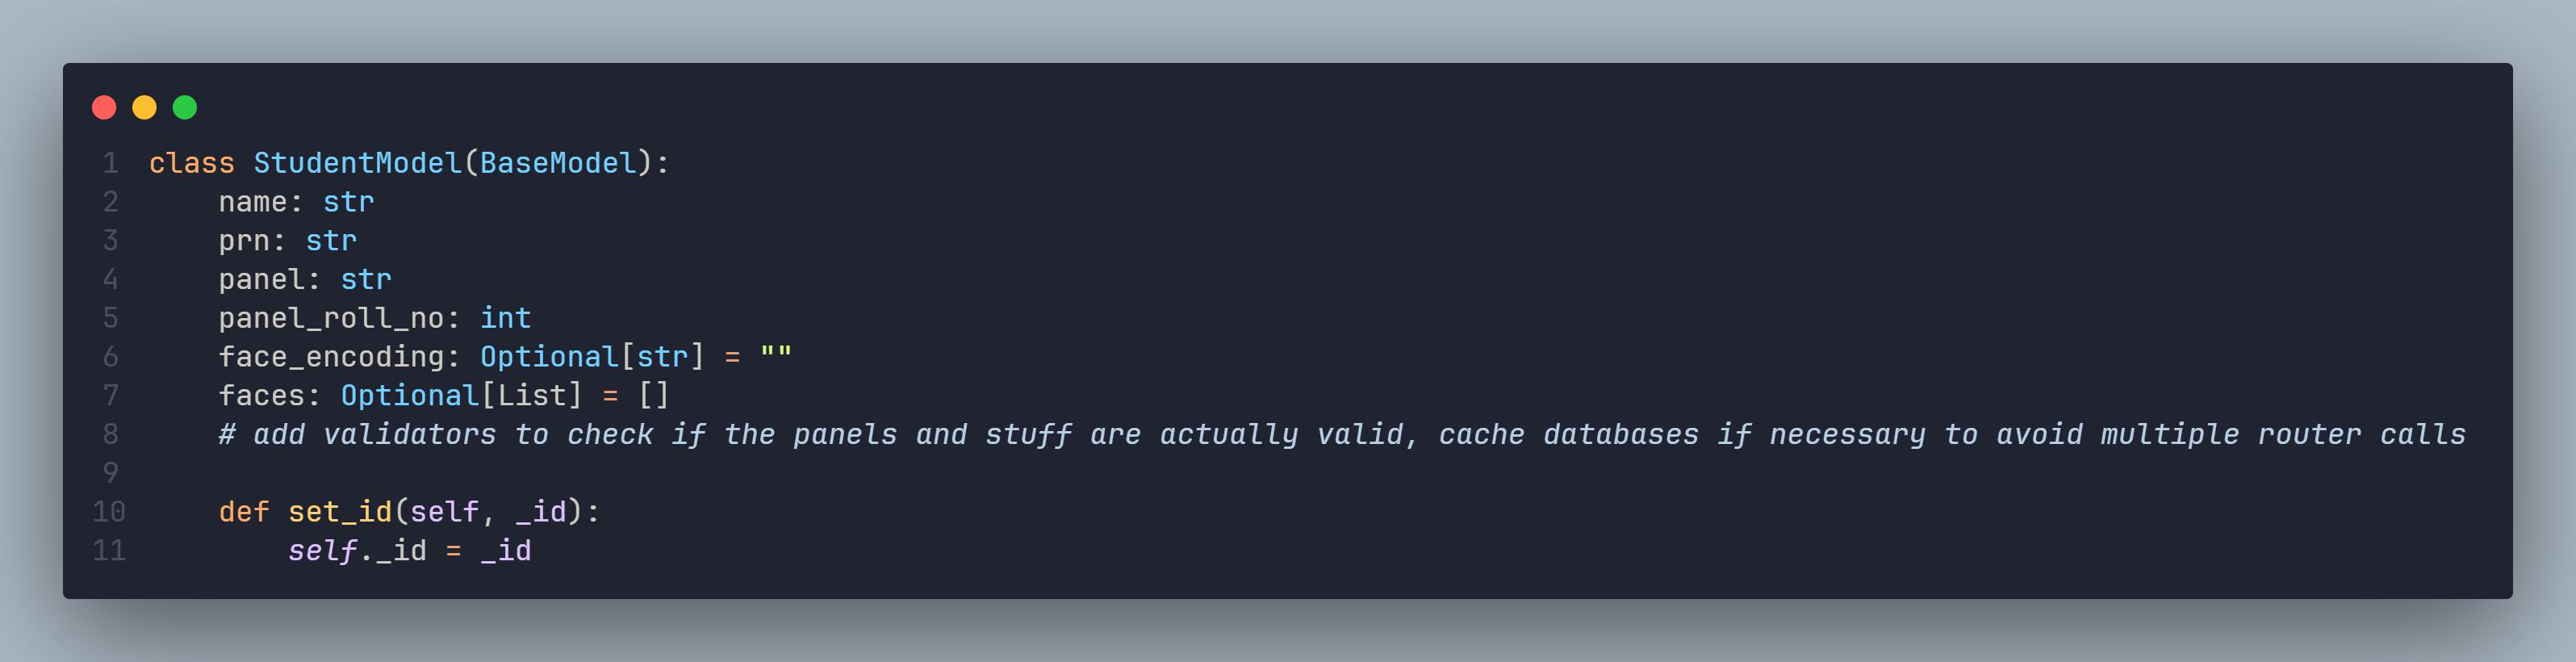 1 class StudentModel(BaseModel):
2     name: str
3     prn: str
4     panel: str
5     panel_roll_no: int
6     face_encoding: Optional[str] = ""
7     faces: Optional[List] = []
8     # add validators to check if the panels and stuff are actually valid, cache databases if necessary to avoid multiple router calls
9
10     def set_id(self, _id):
11         self._id = _id